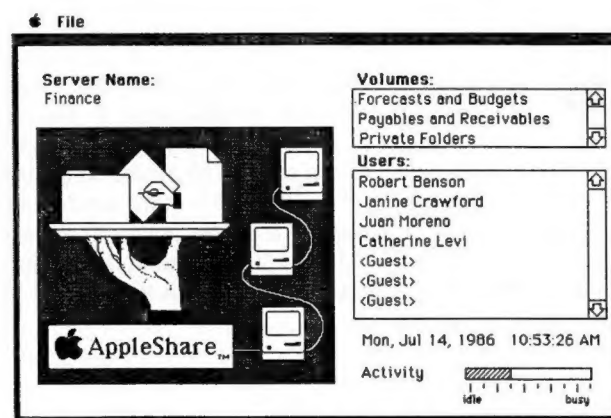 File
Server Name:
Finance
AppleShare™
Volumes:
Forecasts and Budgets
Payables and Receivables
Private Folders
Users:
Robert Benson
Janine Crawford
Juan Moreno
Catherine Levi
<Guest>
<Guest>
<Guest>
Mon, Jul 14, 1986 10:53:26 AM
Activity
idle busy